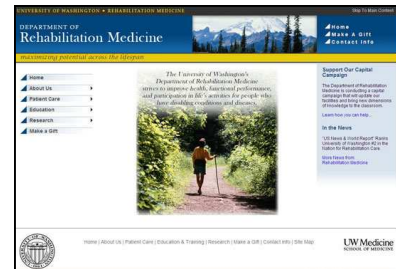 UNIVERSITY OF WASHINGTON • REHABILITATION MEDICINE
Skip To Main Content
DEPARTMENT OF
Rehabilitation Medicine
Home
Make A Gift
Contact Info
maximizing potential across the lifespan
Home
About Us
Patient Care
Education
Research
Make a Gift
The University of Washington's
Department of Rehabilitation Medicine
strives to improve health, functional performance,
and participation in life's activities for people who
have disabling conditions and diseases.
Support Our Capital
Campaign
The Department of Rehabilitation
Medicine is conducting a capital
campaign that will update our
facilities and bring new dimensions
of knowledge to the classroom.
Learn how you can help...
In the News
"US News & World Report" Ranks
University of Washington #2 in the
Nation for Rehabilitation Care.
More News from
Rehabilitation Medicine
Home | About Us | Patient Care | Education & Training | Research | Make a Gift | Contact Info | Site Map
UW Medicine
SCHOOL OF MEDICINE